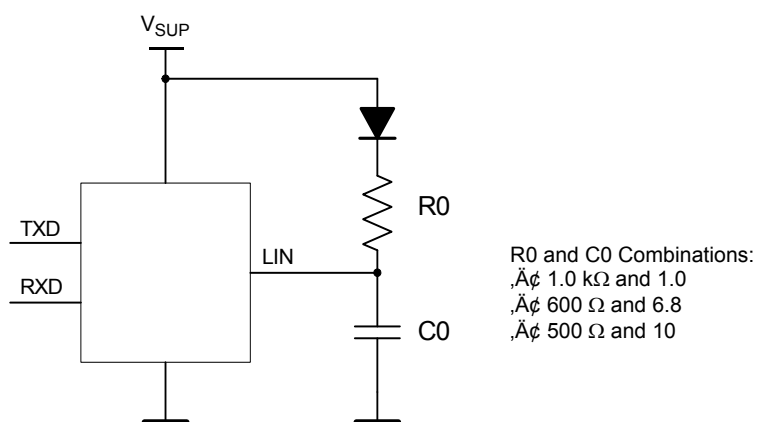 VSUP
TXD
RXD
LIN
R0
C0
R0 and C0 Combinations:
‚Ä¢ 1.0 kΩ and 1.0
‚Ä¢ 600 Ω and 6.8
‚Ä¢ 500 Ω and 10